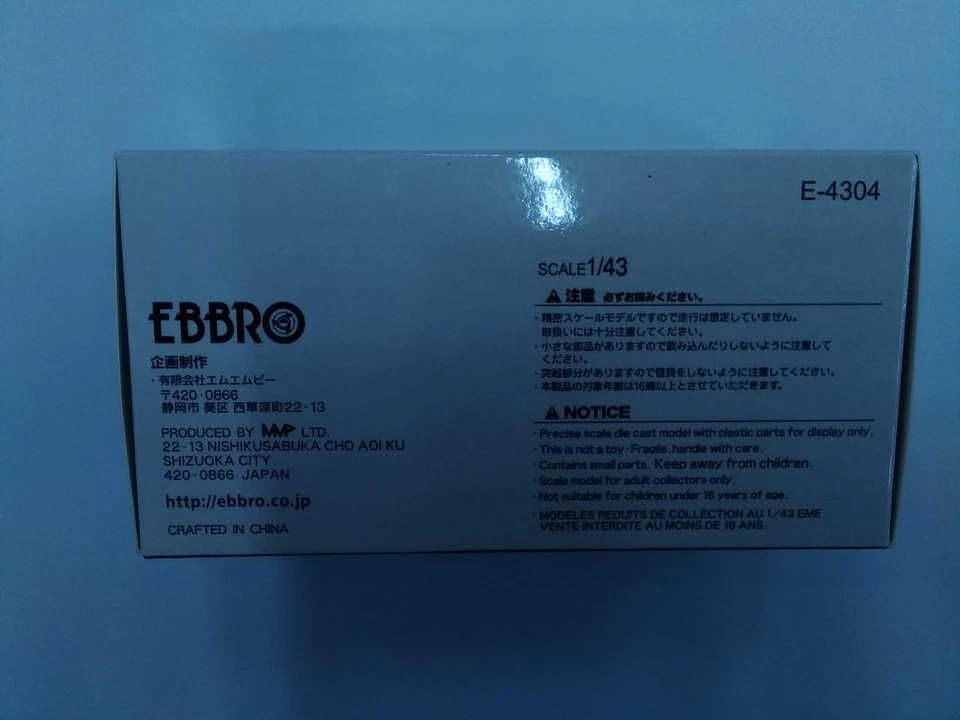 E-4304
EBBRO
企画制作
・有限会社エムエムピー
〒420-0866
静岡市 葵区 西草深町22-13
PRODUCED BY MMP LTD.
22-13 NISHIKUSABUKA CHO AOI KU
SHIZUOKA CITY
420-0866 JAPAN
http://ebbro.co.jp
CRAFTED IN CHINA
SCALE1/43
注意 必ずお読みください。
・精密スケールモデルですので走行は想定していません。
取扱いには十分注意してください。
・小さな部品がありますので飲み込んだりしないように注意して
ください。
・突起部分がありますので怪我をしないように注意してください。
・本製品の対象年齢は16歳以上とさせていただきます。
NOTICE
・Precise scale die cast model with plastic parts for display only.
・This is not a toy-Fragile, handle with care.
・Contains small parts. Keep away from children.
・Scale model for adult collectors only.
・Not suitable for children under 16 years of age.
・MODELES REDUITS DE COLLECTION AU 1/43 EME
VENTE INTERDITE AU MOINS DE 16 ANS.